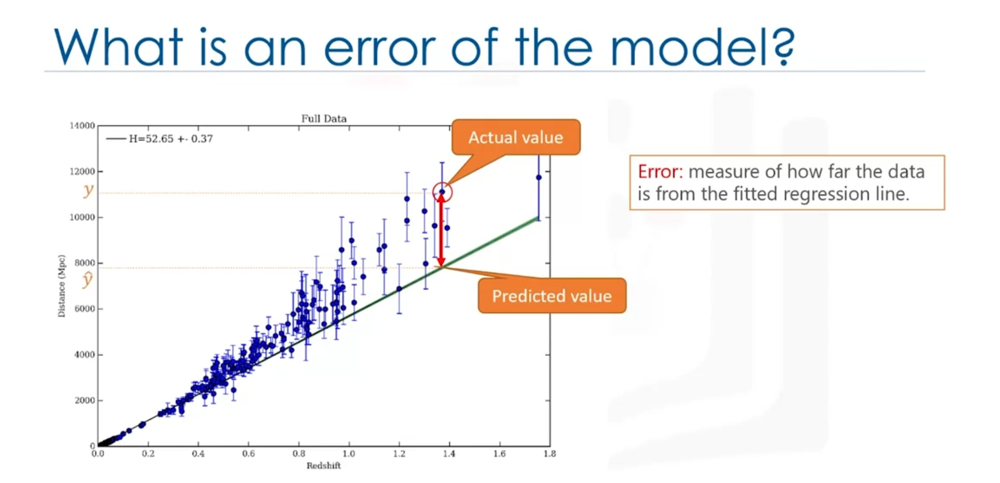 What is an error of the model?
Full Data
14000
H=52.65 +- 0.37
Actual value
12000
y
10000
8000
ŷ
6000
4000
2000
0
Distance (Mpc)
0.0 0.2 0.4 0.6 0.8 1.0 1.2 1.4 1.6 1.8
Redshift
Predicted value
Error: measure of how far the data
is from the fitted regression line.